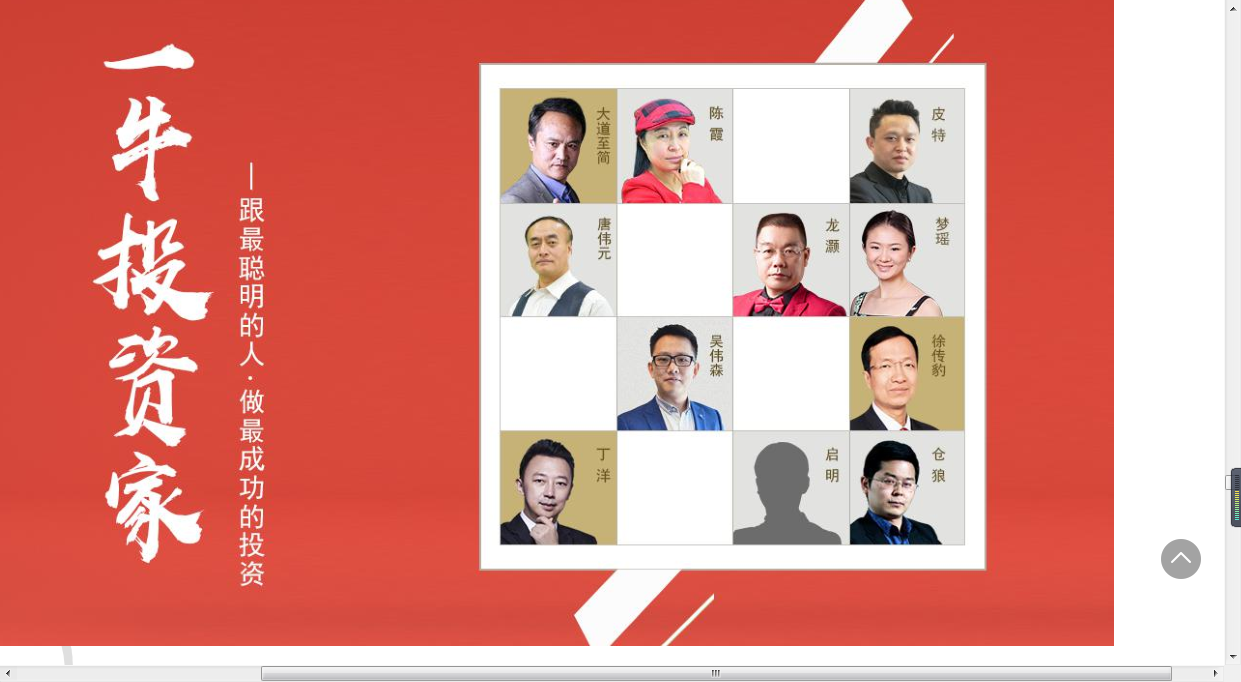 一牛投资家
—跟最聪明的人·做最成功的投资
大道至简
陈霞
皮特
唐伟元
龙灏
梦瑶
吴伟森
徐传豹
丁洋
启明
仓狼